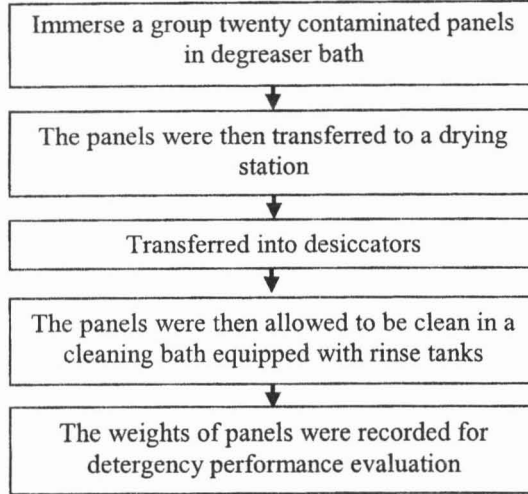 Immerse a group twenty contaminated panels
in degreaser bath
The panels were then transferred to a drying
station
Transferred into desiccators
The panels were then allowed to be clean in a
cleaning bath equipped with rinse tanks
The weights of panels were recorded for
detergency performance evaluation